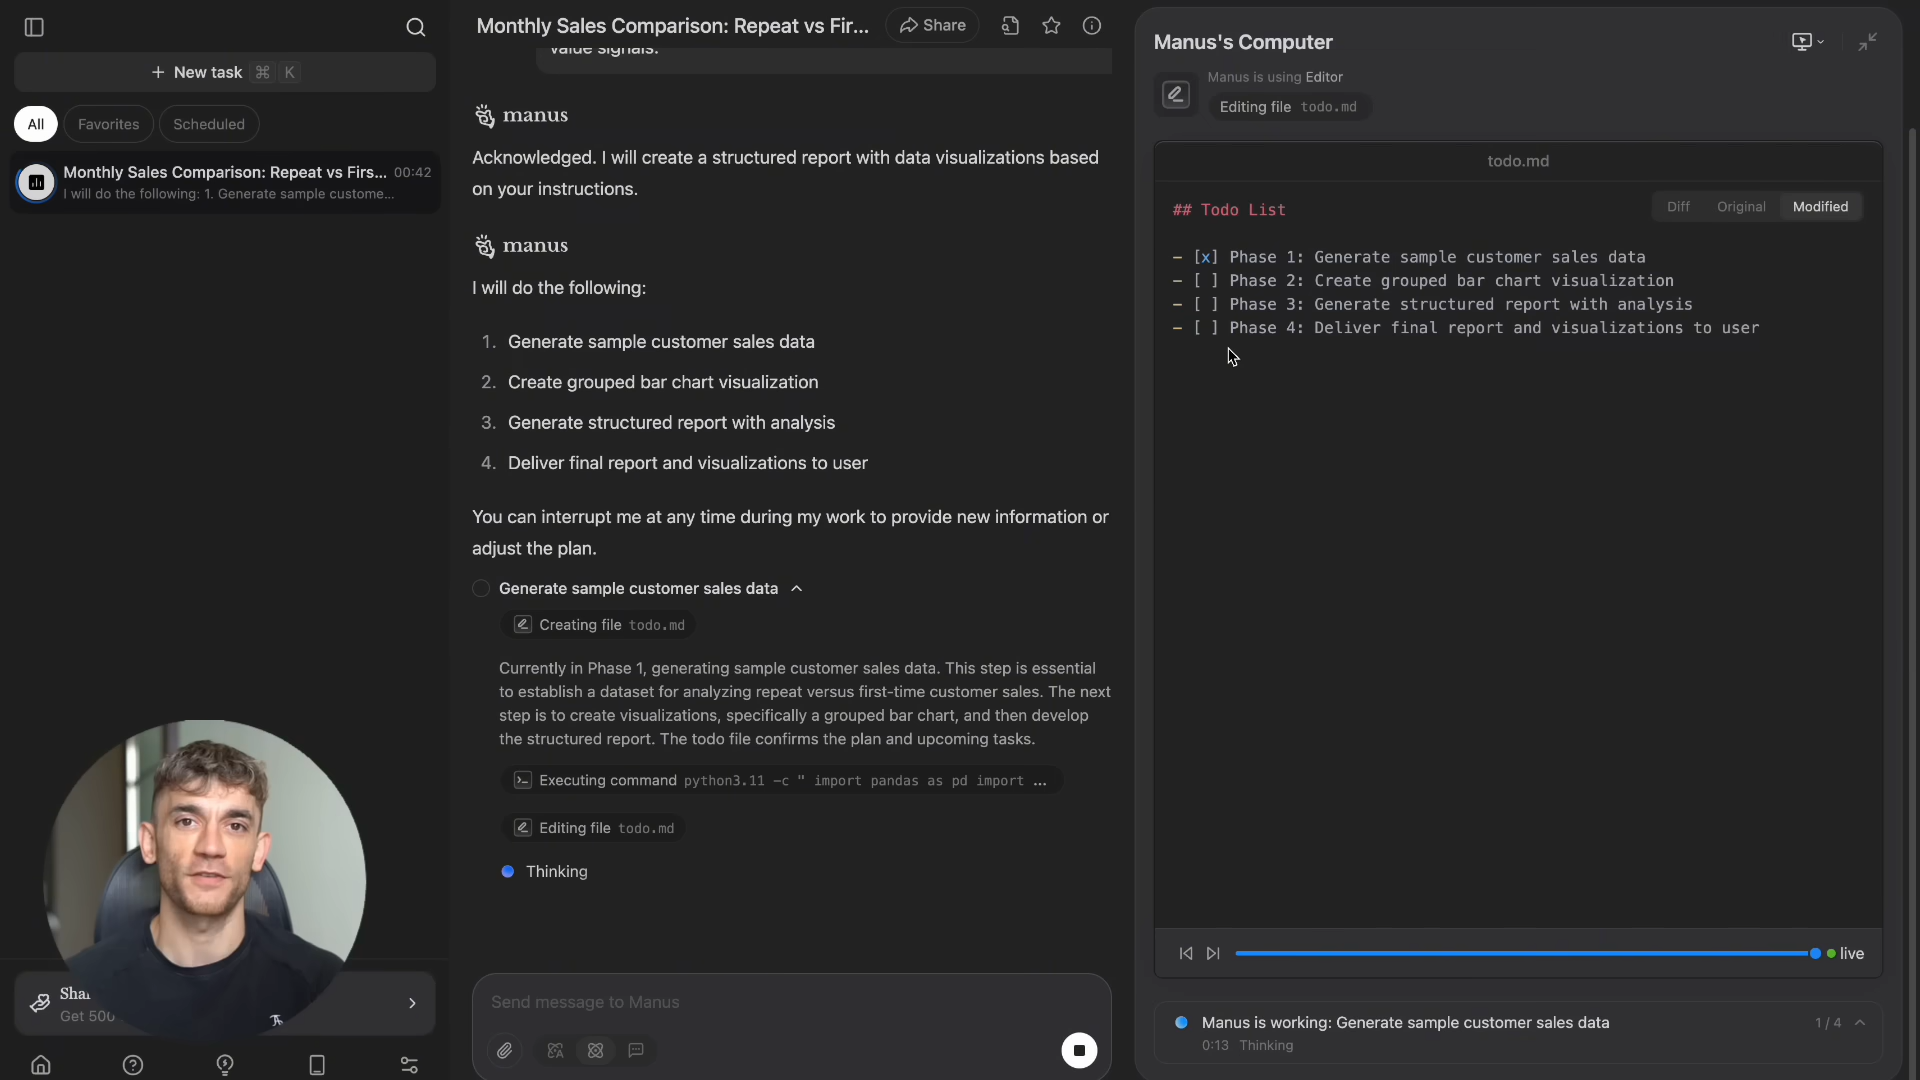 New task ⌘ K
All
Favorites
Scheduled
Monthly Sales Comparison: Repeat vs Firs... 00:42
I will do the following: 1. Generate sample custome...
Get 500
Monthly Sales Comparison: Repeat vs Fir...
Share
value signals.
manus
Acknowledged. I will create a structured report with data visualizations based
on your instructions.
manus
I will do the following:
1. Generate sample customer sales data
2. Create grouped bar chart visualization
3. Generate structured report with analysis
4. Deliver final report and visualizations to user
You can interrupt me at any time during my work to provide new information or
adjust the plan.
Generate sample customer sales data
Creating file todo.md
Currently in Phase 1, generating sample customer sales data. This step is essential
to establish a dataset for analyzing repeat versus first-time customer sales. The next
step is to create visualizations, specifically a grouped bar chart, and then develop
the structured report. The todo file confirms the plan and upcoming tasks.
Executing command python3.11 -c " import pandas as pd import ...
Editing file todo.md
Thinking
Send message to Manus
Manus's Computer
Manus is using Editor
Editing file todo.md
todo.md
Diff
Original
Modified
## Todo List
- [x] Phase 1: Generate sample customer sales data
- [ ] Phase 2: Create grouped bar chart visualization
- [ ] Phase 3: Generate structured report with analysis
- [ ] Phase 4: Deliver final report and visualizations to user
live
Manus is working: Generate sample customer sales data 1 / 4
0:13 Thinking